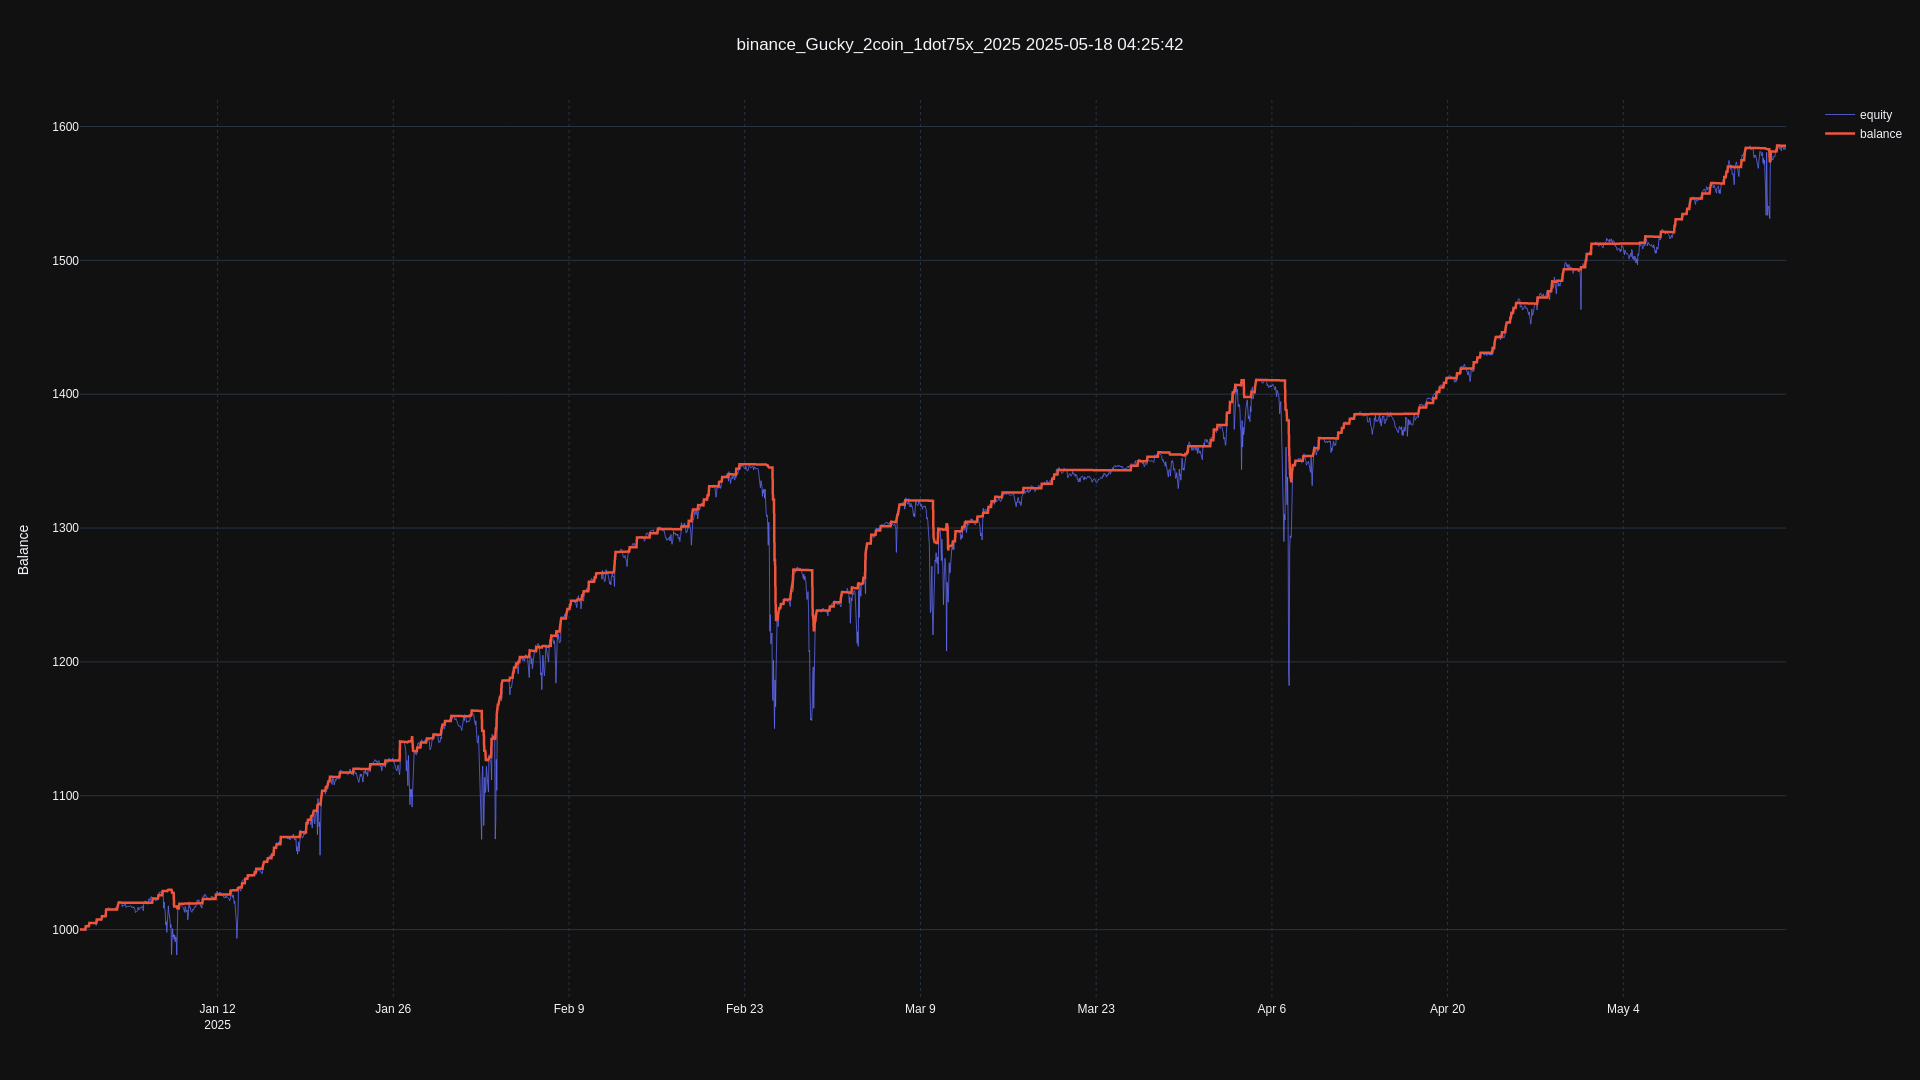 binance_Gucky_2coin_1dot75x_2025 2025-05-18 04:25:42
equity
balance
1600
1500
1400
1300
1200
1100
1000
Balance
Jan 12
2025
Jan 26
Feb 9
Feb 23
Mar 9
Mar 23
Apr 6
Apr 20
May 4